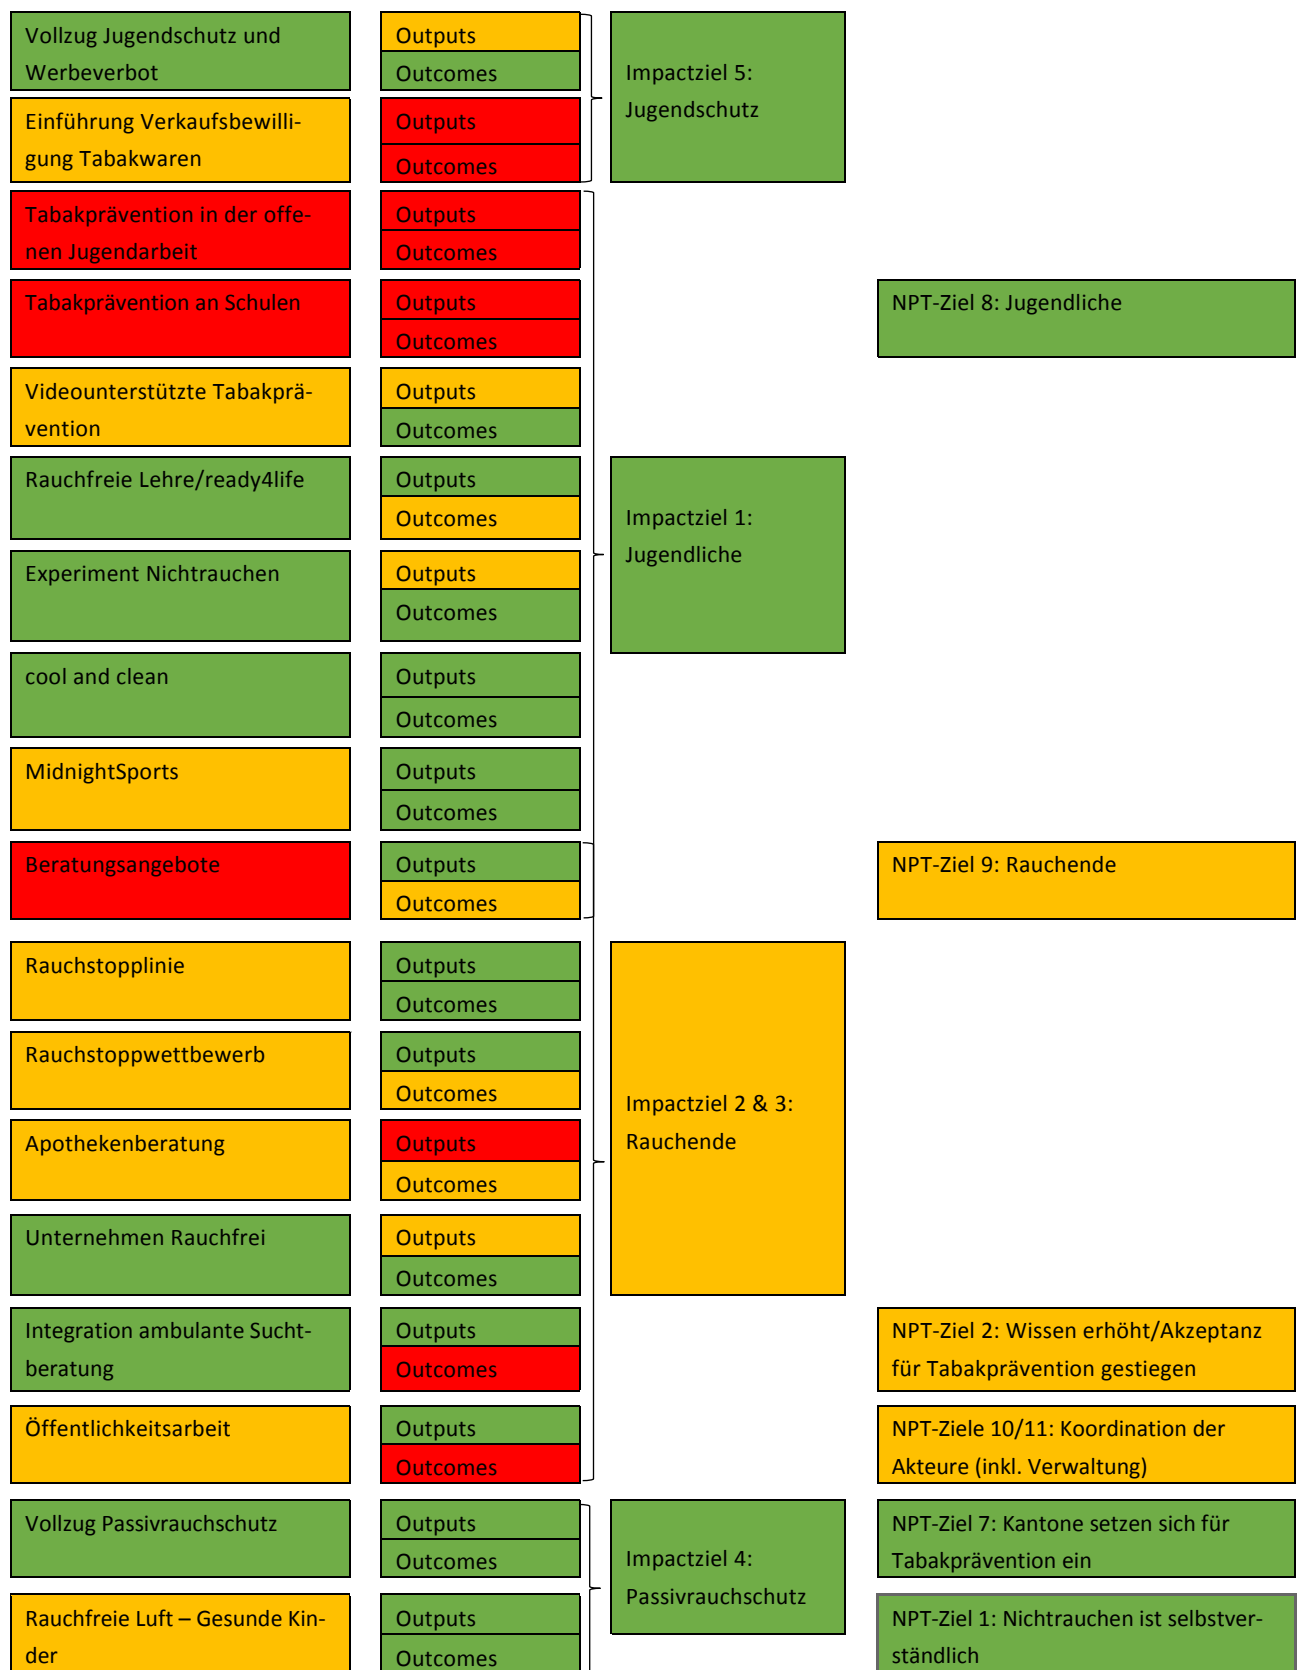 Vollzug Jugendschutz und
Werbeverbot
Outputs
Outcomes
Impactziel 5:
Jugendschutz
Einführung Verkaufsbewilli-
gung Tabakwaren
Outputs
Outcomes
Tabakprävention in der offe-
nen Jugendarbeit
Outputs
Outcomes
Tabakprävention an Schulen
Outputs
Outcomes
NPT-Ziel 8: Jugendliche
Videounterstützte Tabakprä-
vention
Outputs
Outcomes
Rauchfreie Lehre/ready4life
Outputs
Outcomes
Impactziel 1:
Jugendliche
Experiment Nichtrauchen
Outputs
Outcomes
cool and clean
Outputs
Outcomes
MidnightSports
Outputs
Outcomes
Beratungsangebote
Outputs
Outcomes
NPT-Ziel 9: Rauchende
Rauchstopplinie
Outputs
Outcomes
Rauchstoppwettbewerb
Outputs
Outcomes
Impactziel 2 & 3:
Rauchende
Apothekenberatung
Outputs
Outcomes
Unternehmen Rauchfrei
Outputs
Outcomes
Integration ambulante Sucht-
beratung
Outputs
Outcomes
NPT-Ziel 2: Wissen erhöht/Akzeptanz
für Tabakprävention gestiegen
Öffentlichkeitsarbeit
Outputs
Outcomes
NPT-Ziele 10/11: Koordination der
Akteure (inkl. Verwaltung)
Vollzug Passivrauchschutz
Outputs
Outcomes
Impactziel 4:
Passivrauchschutz
NPT-Ziel 7: Kantone setzen sich für
Tabakprävention ein
Rauchfreie Luft – Gesunde Kin-
der
Outputs
Outcomes
NPT-Ziel 1: Nichtrauchen ist selbstver-
ständlich